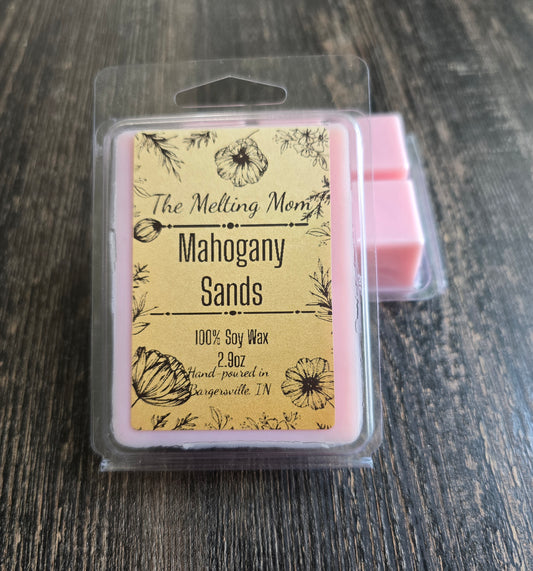 The Melting Mom
Mahogany
Sands
100% Soy Wax
2.9oz
Hand-poured in
Bargersville, IN